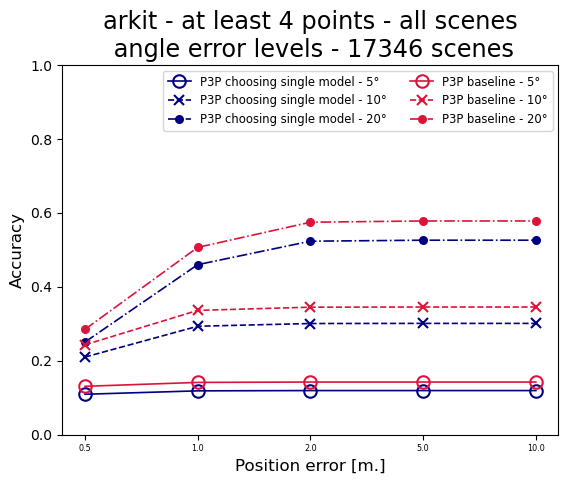 arkit - at least 4 points - all scenes
angle error levels - 17346 scenes
P3P choosing single model - 5°
P3P choosing single model - 10°
P3P choosing single model - 20°
P3P baseline - 5°
P3P baseline - 10°
P3P baseline - 20°
1.0
0.8
0.6
0.4
0.2
0.0
Accuracy
0.5 1.0 2.0 5.0 10.0
Position error [m.]